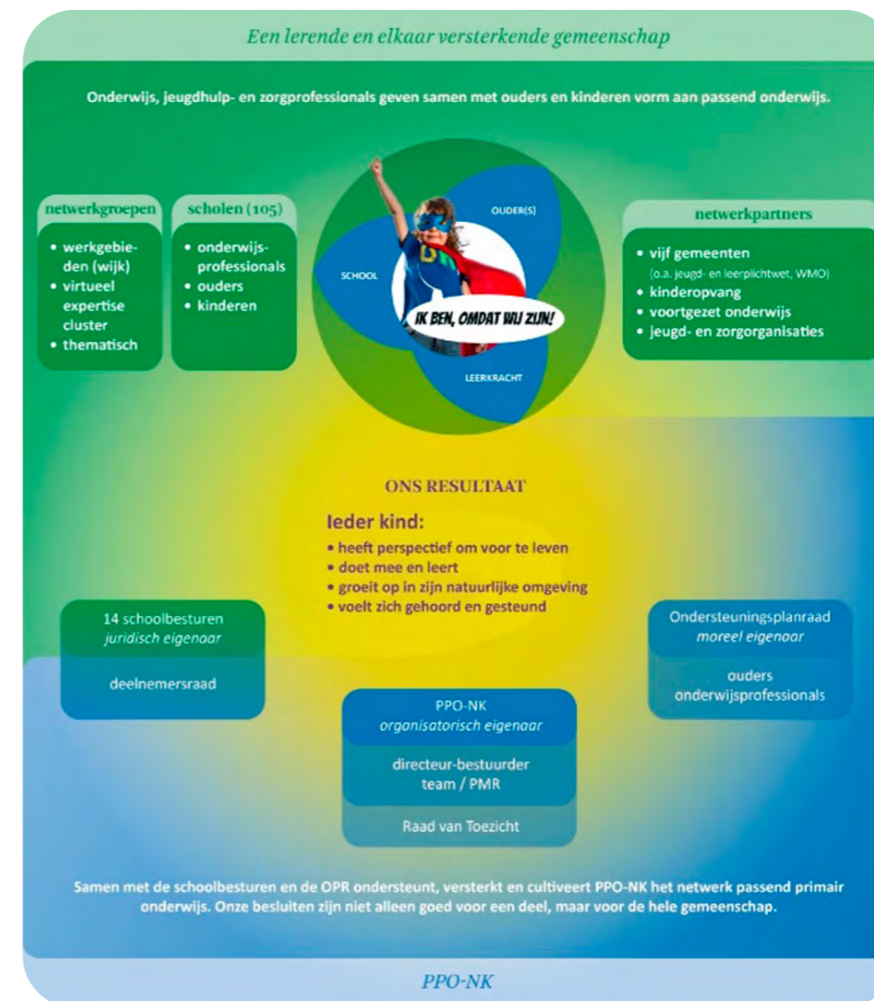 Een lerende en elkaar versterkende gemeenschap
Onderwijs, jeugdhulp- en zorgprofessionals geven samen met ouders en kinderen vorm aan passend onderwijs.
netwerkgroepen
• werkgebie-
den (wijk)
• virtueel
expertise
cluster
• thematisch
scholen (105)
• onderwijs-
professionals
• ouders
• kinderen
OUDER(S)
SCHOOL
IK BEN, OMDAT WIJ ZIJN!
LEERKRACHT
netwerkpartners
• vijf gemeenten
(o.a. jeugd- en leerplichtwet, WMO)
• kinderopvang
• voortgezet onderwijs
• jeugd- en zorgorganisaties
ONS RESULTAAT
Ieder kind:
• heeft perspectief om voor te leven
• doet mee en leert
• groeit op in zijn natuurlijke omgeving
• voelt zich gehoord en gesteund
14 schoolbesturen
juridisch eigenaar
deelnemersraad
PPO-NK
organisatorisch eigenaar
directeur-bestuurder
team / PMR
Raad van Toezicht
Ondersteuningsplanraad
moreel eigenaar
ouders
onderwijsprofessionals
Samen met de schoolbesturen en de OPR ondersteunt, versterkt en cultiveert PPO-NK het netwerk passend primair
onderwijs. Onze besluiten zijn niet alleen goed voor een deel, maar voor de hele gemeenschap.
PPO-NK